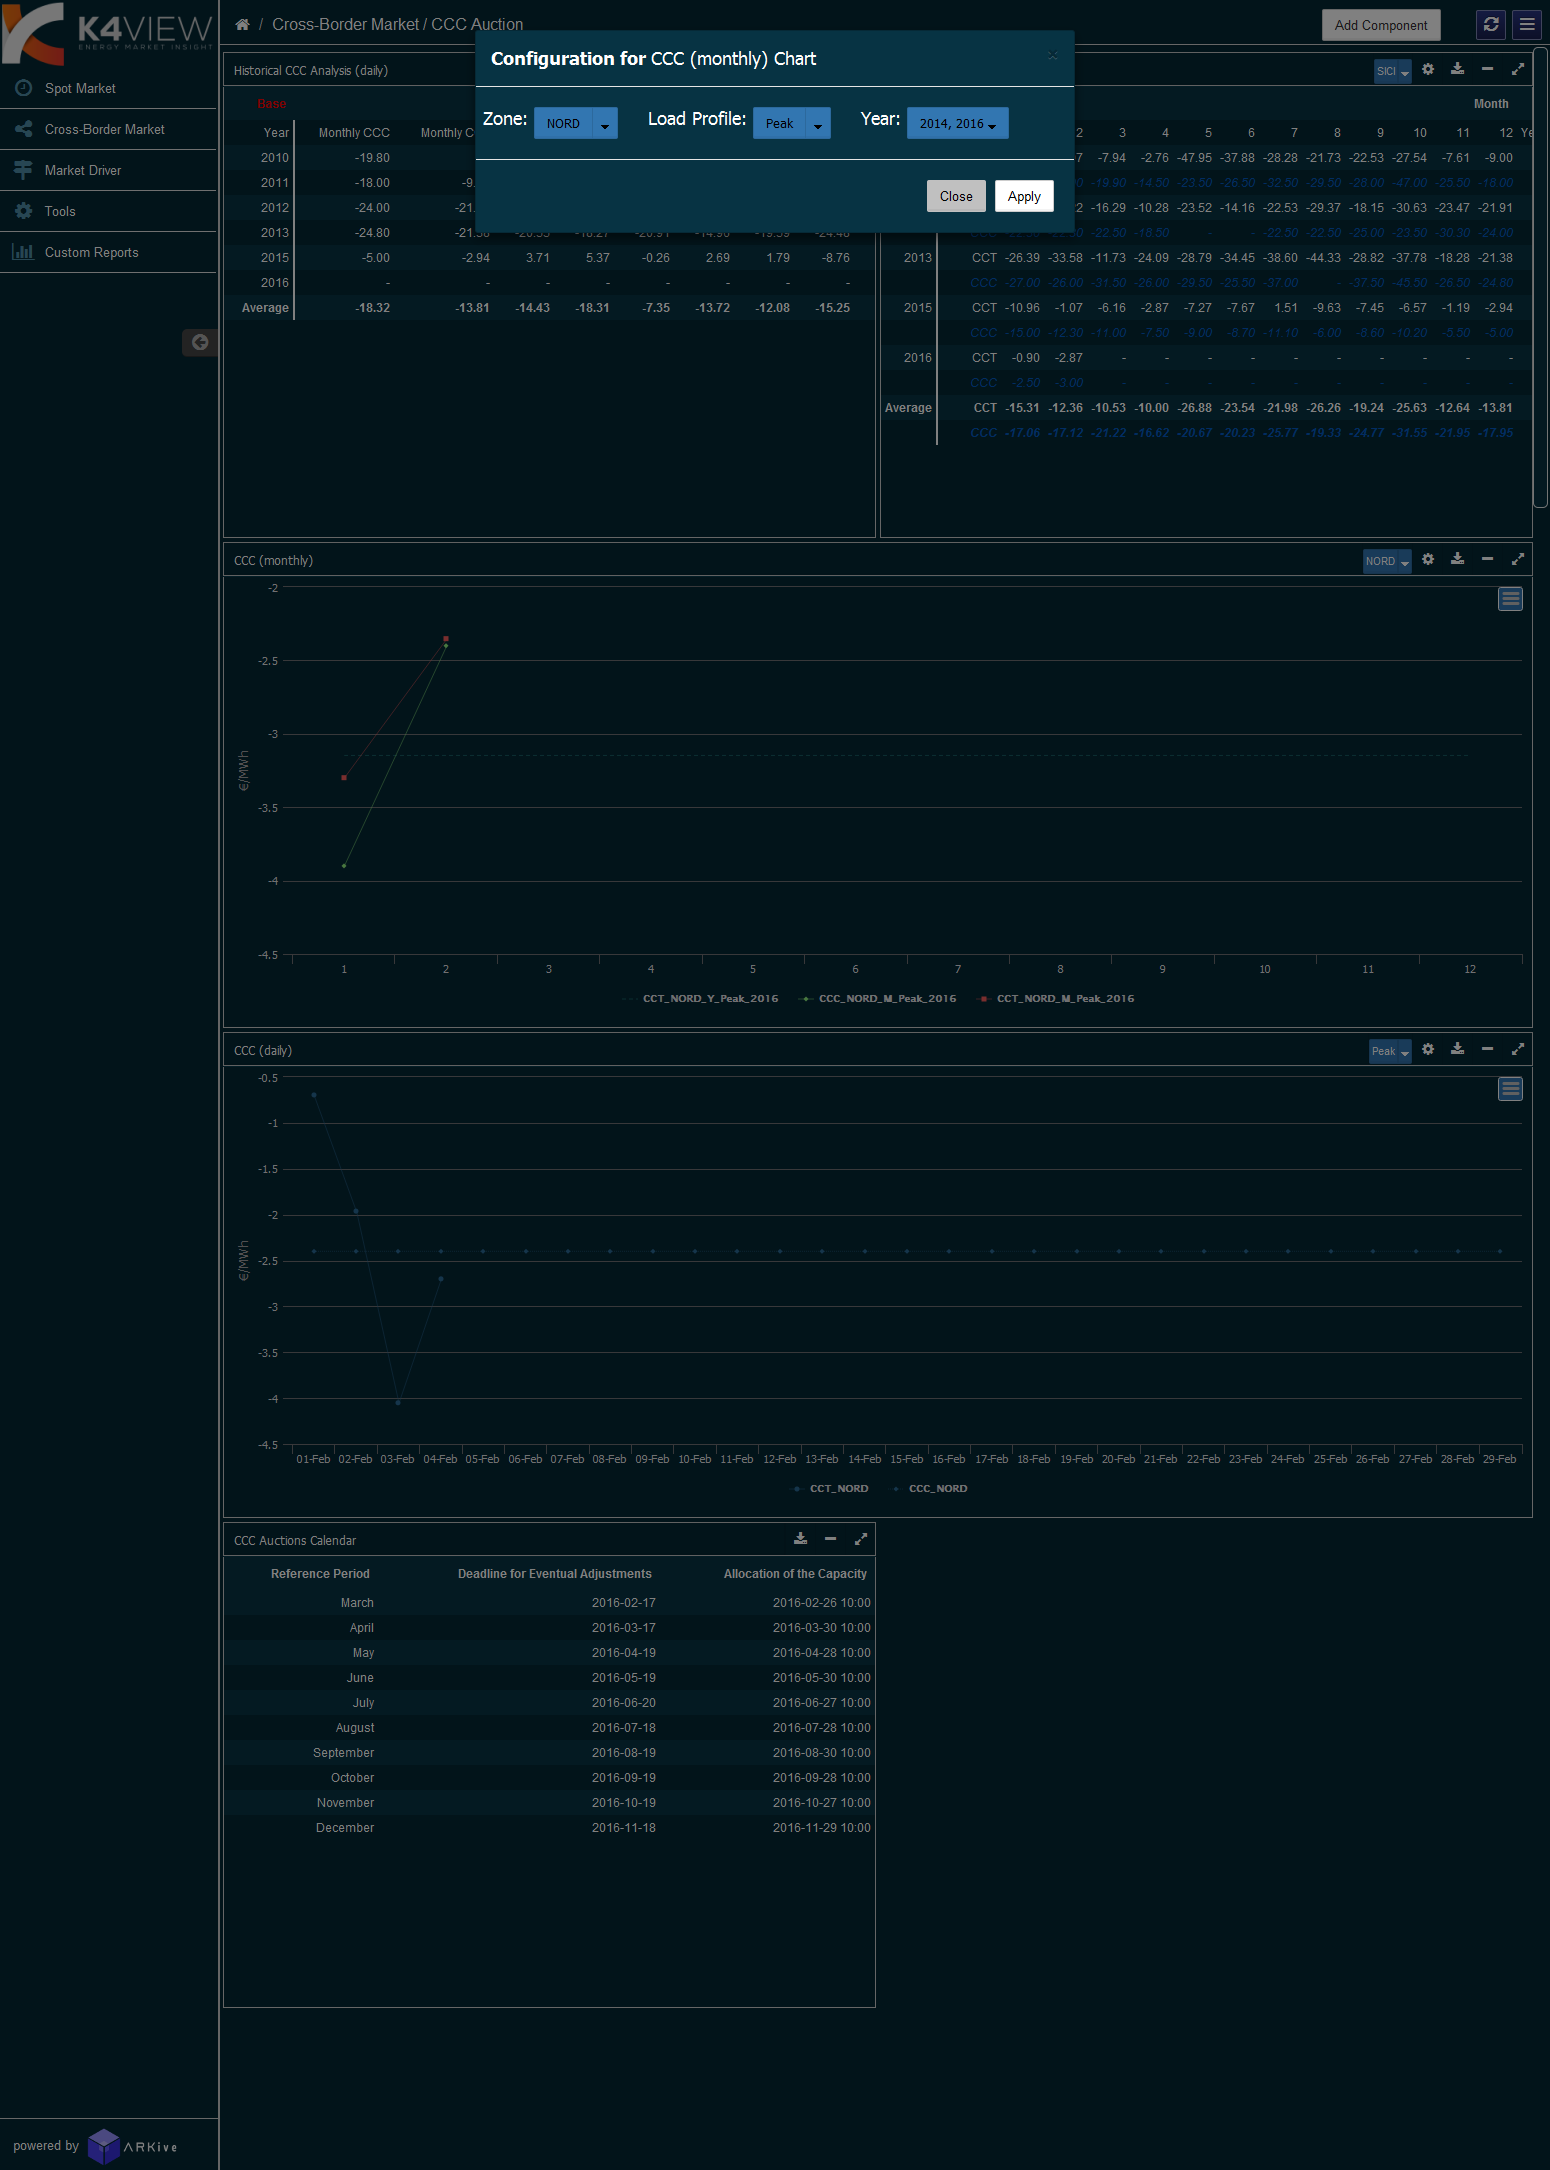 K4VIEW
ENERGY MARKET INSIGHT
/ Cross-Border Market / CCC Auction
Add Component
Spot Market
Cross-Border Market
Market Driver
Tools
Custom Reports
Configuration for CCC (monthly) Chart
Zone: NORD Load Profile: Peak Year: 2014, 2016
Close Apply
Historical CCC Analysis (daily)
Base
Year Monthly CCC Monthly C
2010 -19.80
2011 -18.00 -9.
2012 -24.00 -21.
2013 -24.80
2015 -5.00 -2.94 3.71 5.37 -0.26 2.69 1.79 -8.76
2016 - - - - - - - -
Average -18.32 -13.81 -14.43 -18.31 -7.35 -13.72 -12.08 -15.25
SICI
Month
2 3 4 5 6 7 8 9 10 11 12 Ye
7 -7.94 -2.76 -47.95 -37.88 -28.28 -21.73 -22.53 -27.54 -7.61 -9.00
-19.90 -14.50 -23.50 -26.50 -32.50 -29.50 -28.00 -47.00 -25.50 -18.00
2 -16.29 -10.28 -23.52 -14.16 -22.53 -29.37 -18.15 -30.63 -23.47 -21.91
-22.50 -18.50 - - -22.50 -22.50 -25.00 -23.50 -30.30 -24.00
2013 CCT -26.39 -33.58 -11.73 -24.09 -28.79 -34.45 -38.60 -44.33 -28.82 -37.78 -18.28 -21.38
CCC -27.00 -26.00 -31.50 -26.00 -29.50 -25.50 -37.00 - -37.50 -45.50 -26.50 -24.80
2015 CCT -10.96 -1.07 -6.16 -2.87 -7.27 -7.67 1.51 -9.63 -7.45 -6.57 -1.19 -2.94
CCC -15.00 -12.30 -11.00 -7.50 -9.00 -8.70 -11.10 -6.00 -8.60 -10.20 -5.50 -5.00
2016 CCT -0.90 -2.87 - - - - - - - - - -
CCC -2.50 -3.00 - - - - - - - - - -
Average CCT -15.31 -12.36 -10.53 -10.00 -26.88 -23.54 -21.98 -26.26 -19.24 -25.63 -12.64 -13.81
CCC -17.06 -17.12 -21.22 -16.62 -20.67 -20.23 -25.77 -19.33 -24.77 -31.55 -21.95 -17.95
CCC (monthly)
NORD
-2
-2.5
-3
-3.5
-4
-4.5
€/MWh
1 2 3 4 5 6 7 8 9 10 11 12
CCT_NORD_Y_Peak_2016 CCC_NORD_M_Peak_2016 CCT_NORD_M_Peak_2016
CCC (daily)
Peak
-0.5
-1
-1.5
-2
-2.5
-3
-3.5
-4
-4.5
€/MWh
01-Feb 02-Feb 03-Feb 04-Feb 05-Feb 06-Feb 07-Feb 08-Feb 09-Feb 10-Feb 11-Feb 12-Feb 13-Feb 14-Feb 15-Feb 16-Feb 17-Feb 18-Feb 19-Feb 20-Feb 21-Feb 22-Feb 23-Feb 24-Feb 25-Feb 26-Feb 27-Feb 28-Feb 29-Feb
CCT_NORD CCC_NORD
CCC Auctions Calendar
Reference Period Deadline for Eventual Adjustments Allocation of the Capacity
March 2016-02-17 2016-02-26 10:00
April 2016-03-17 2016-03-30 10:00
May 2016-04-19 2016-04-28 10:00
June 2016-05-19 2016-05-30 10:00
July 2016-06-20 2016-06-27 10:00
August 2016-07-18 2016-07-28 10:00
September 2016-08-19 2016-08-30 10:00
October 2016-09-19 2016-09-28 10:00
November 2016-10-19 2016-10-27 10:00
December 2016-11-18 2016-11-29 10:00
powered by ARKive